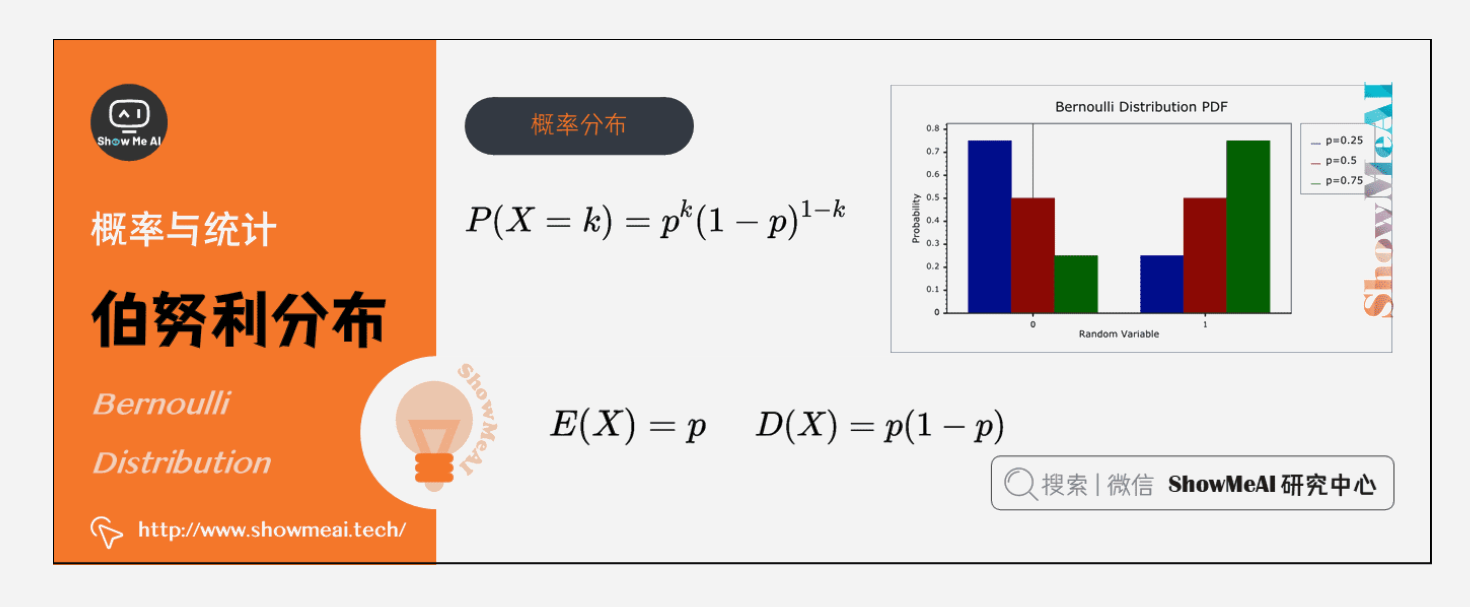 Show Me AI
概率与统计
伯努利分布
Bernoulli
Distribution
http://www.showmeai.tech/
ShowMeAI
概率分布
P(X = k) = p^k(1 − p)^{1−k}
E(X) = p D(X) = p(1 − p)
Bernoulli Distribution PDF
Probability
0.8
0.7
0.6
0.5
0.4
0.3
0.2
0.1
0
0 1
Random Variable
p=0.25
p=0.5
p=0.75
ShowMeAI
搜索 | 微信 ShowMeAI 研究中心